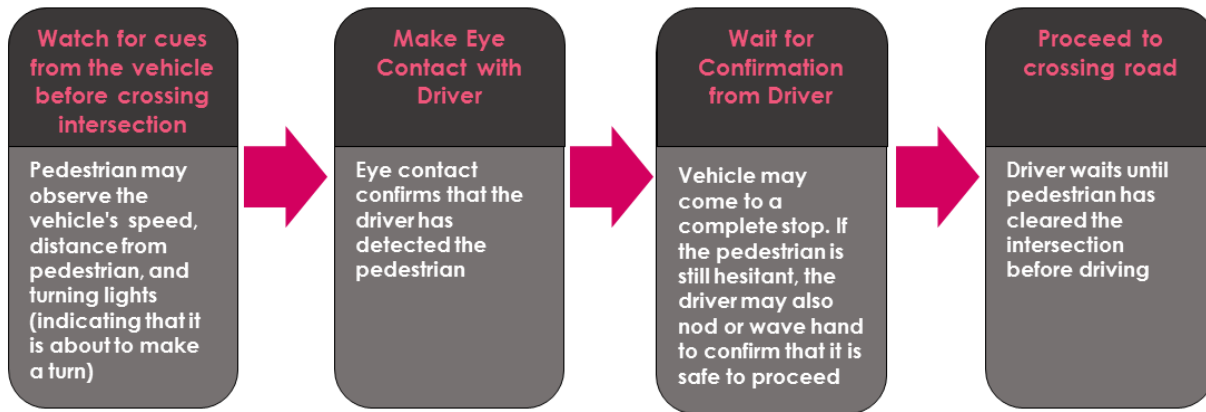 Watch for cues
from the vehicle
before crossing
intersection
Pedestrian may
observe the
vehicle's speed,
distance from
pedestrian, and
turning lights
(indicating that it
is about to make
a turn)
Make Eye
Contact with
Driver
Eye contact
confirms that the
driver has
detected the
pedestrian
Wait for
Confirmation
from Driver
Vehicle may
come to a
complete stop. If
the pedestrian is
still hesitant, the
driver may also
nod or wave hand
to confirm that it is
safe to proceed
Proceed to
crossing road
Driver waits until
pedestrian has
cleared the
intersection
before driving